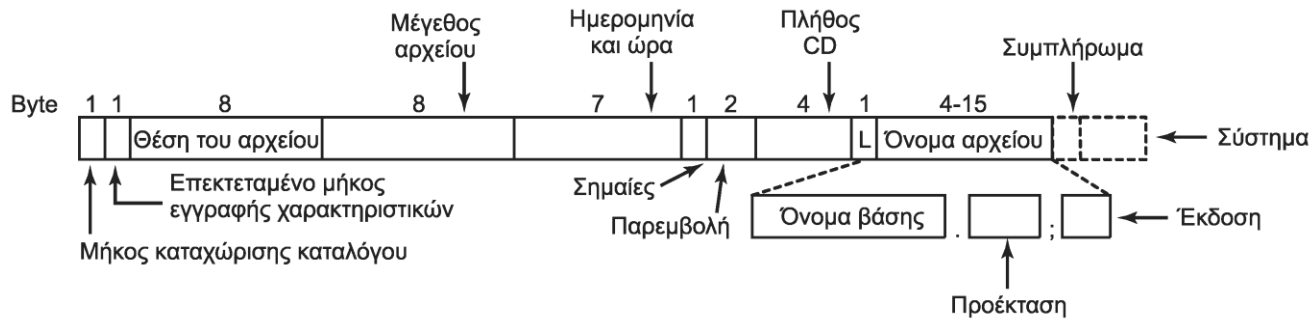 Μέγεθος
αρχείου
Ημερομηνία
και ώρα
Πλήθος
CD
Συμπλήρωμα
Byte 1 1 8 8 7 1 2 4 1 4-15
Θέση του αρχείου L Όνομα αρχείου
Σύστημα
Επεκτεταμένο μήκος
εγγραφής χαρακτηριστικών
Σημαίες
Παρεμβολή
Όνομα βάσης . ;
Έκδοση
Μήκος καταχώρισης καταλόγου
Προέκταση